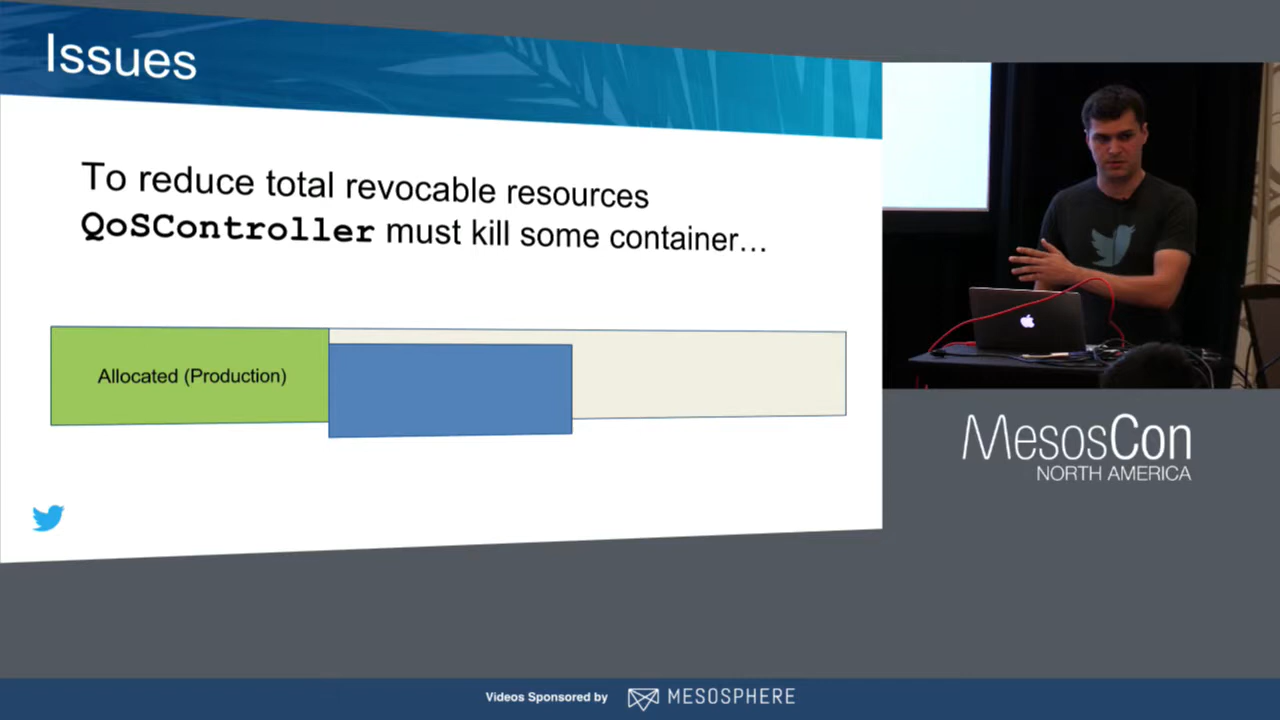 Issues
To reduce total revocable resources
QoSController must kill some container…
Allocated (Production)
MesosCon
NORTH AMERICA
Videos Sponsored by MESOSPHERE